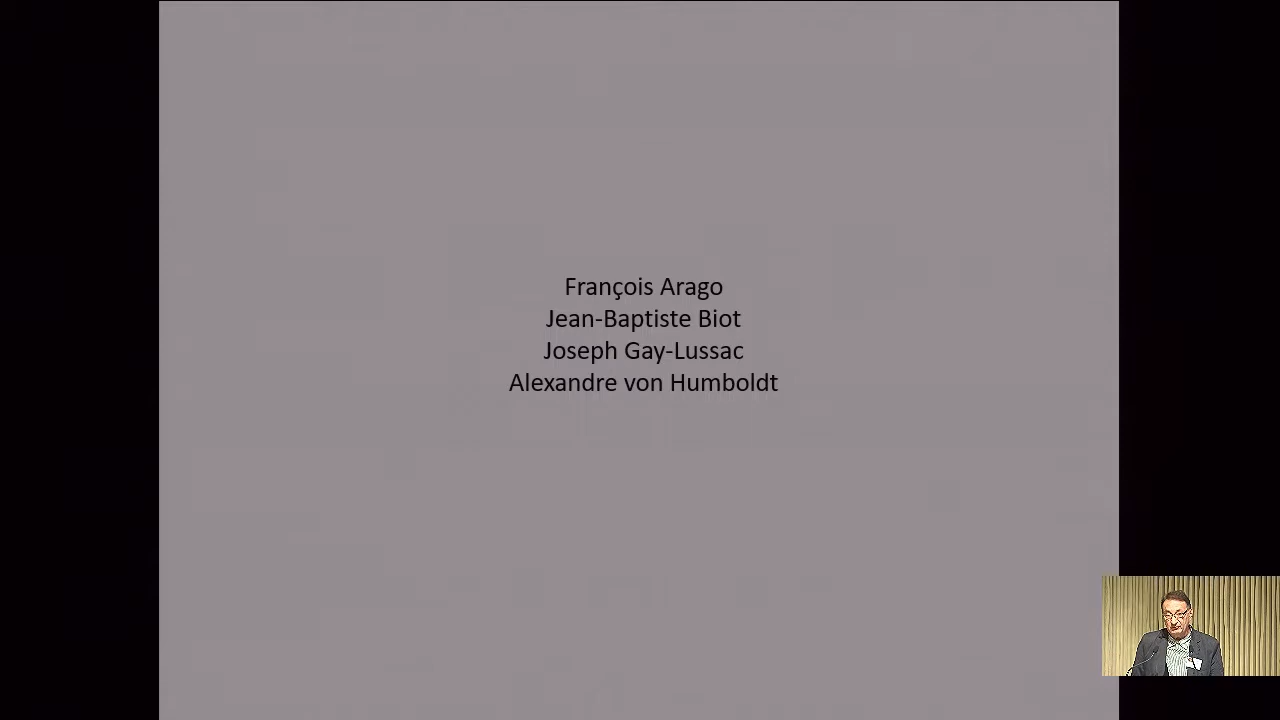 François Arago
Jean-Baptiste Biot
Joseph Gay-Lussac
Alexandre von Humboldt